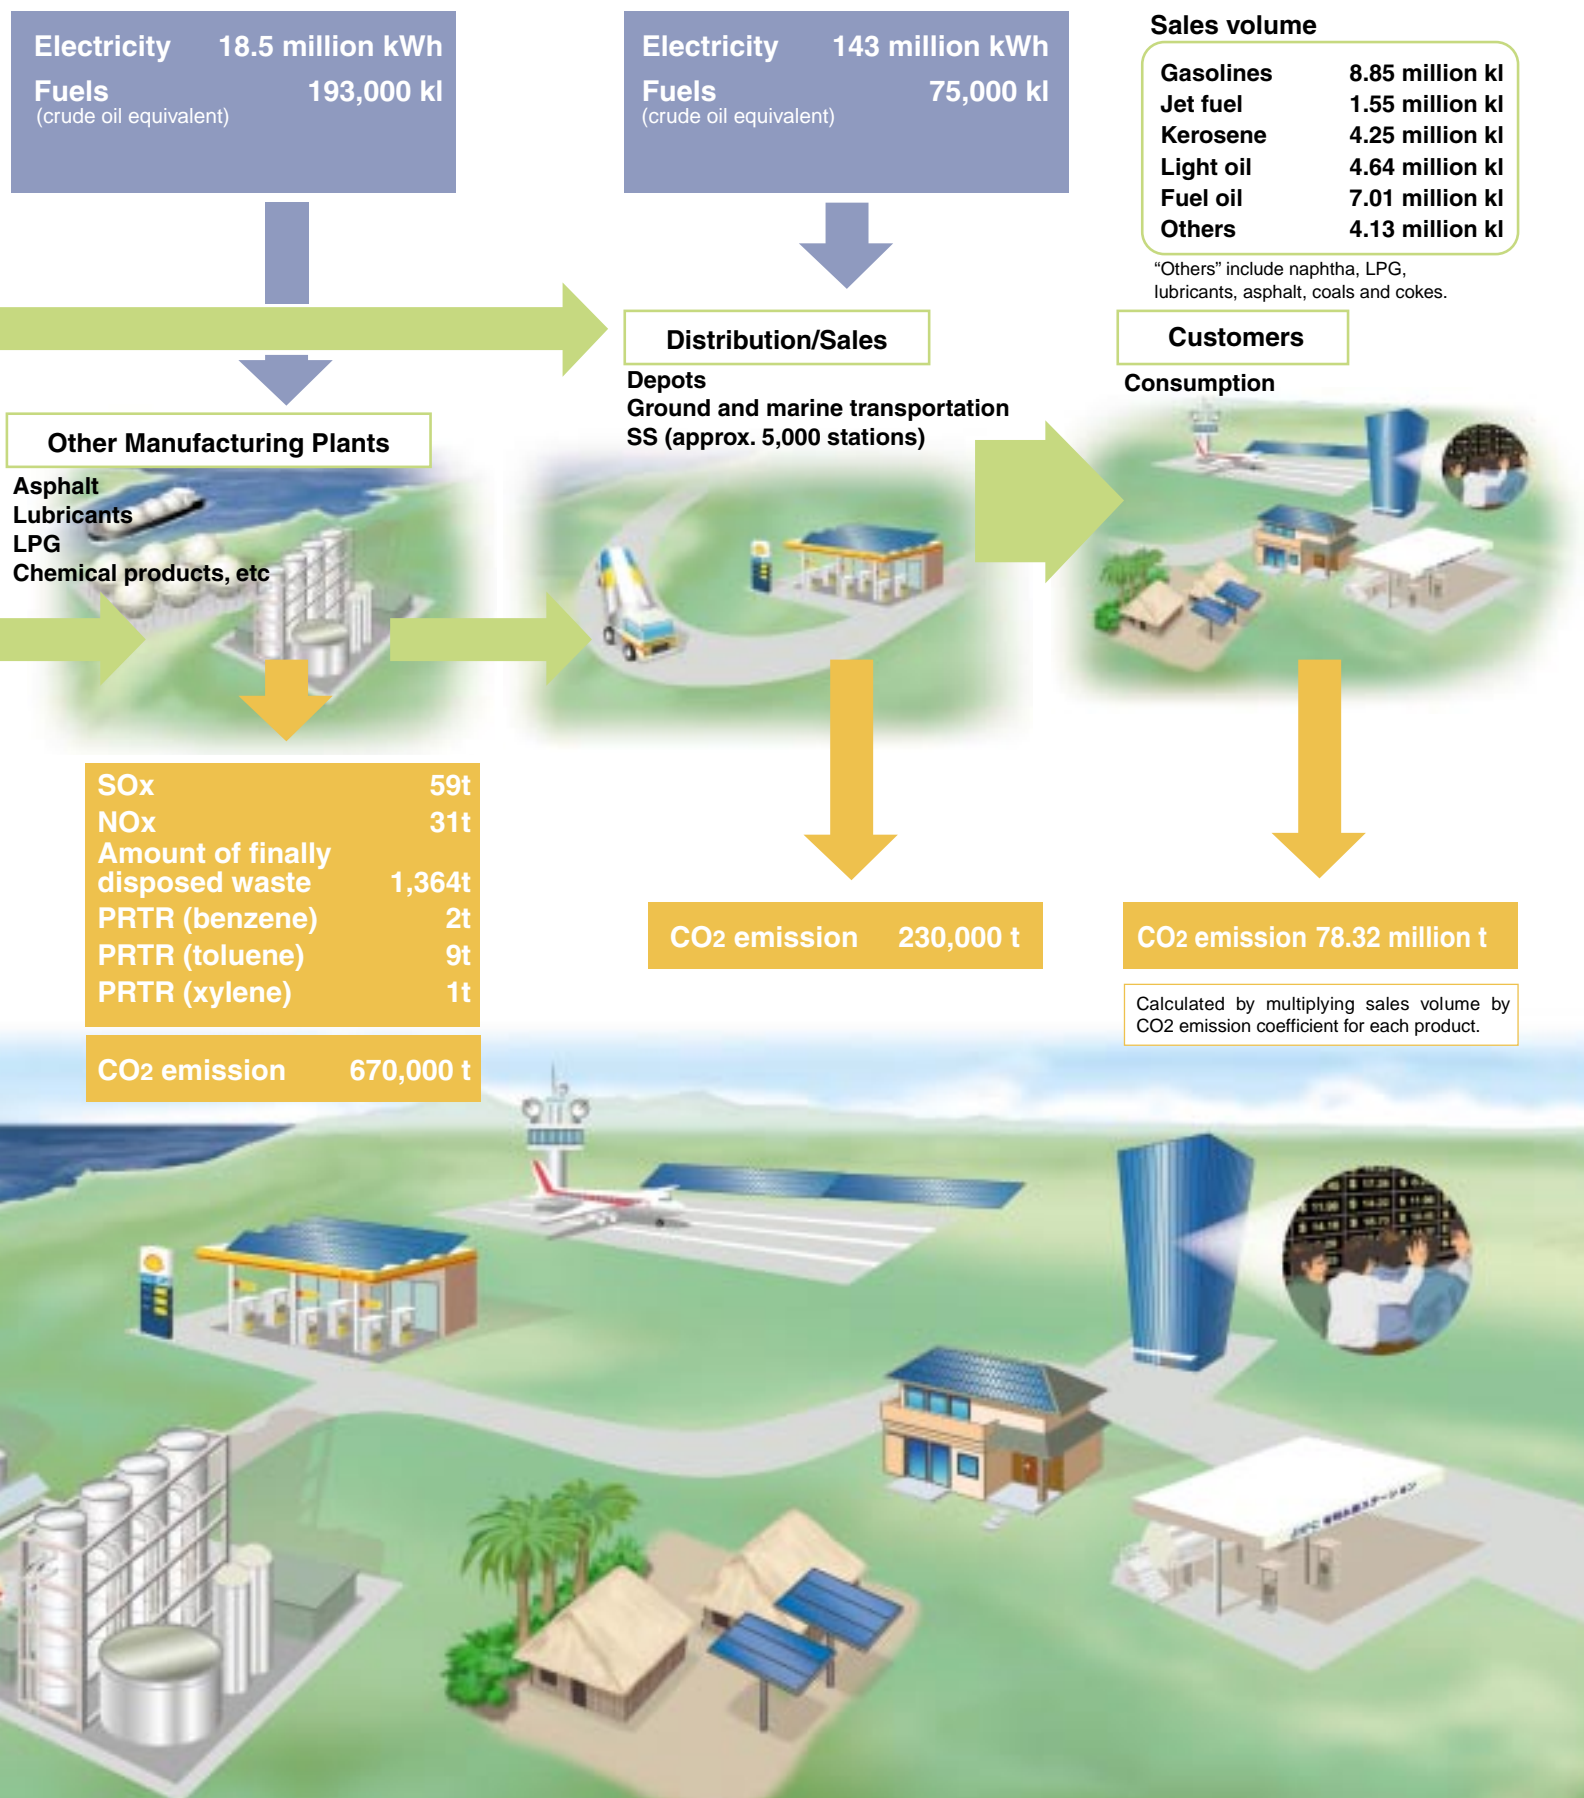 Electricity 18.5 million kWh
Fuels 193,000 kl
(crude oil equivalent)
Electricity 143 million kWh
Fuels 75,000 kl
(crude oil equivalent)
Sales volume
Gasolines 8.85 million kl
Jet fuel 1.55 million kl
Kerosene 4.25 million kl
Light oil 4.64 million kl
Fuel oil 7.01 million kl
Others 4.13 million kl
“Others” include naphtha, LPG,
lubricants, asphalt, coals and cokes.
Other Manufacturing Plants
Asphalt
Lubricants
LPG
Chemical products, etc
Distribution/Sales
Depots
Ground and marine transportation
SS (approx. 5,000 stations)
Customers
Consumption
SOx 59t
NOx 31t
Amount of finally
disposed waste 1,364t
PRTR (benzene) 2t
PRTR (toluene) 9t
PRTR (xylene) 1t
CO2 emission 670,000 t
CO2 emission 230,000 t
CO2 emission 78.32 million t
Calculated by multiplying sales volume by
CO2 emission coefficient for each product.